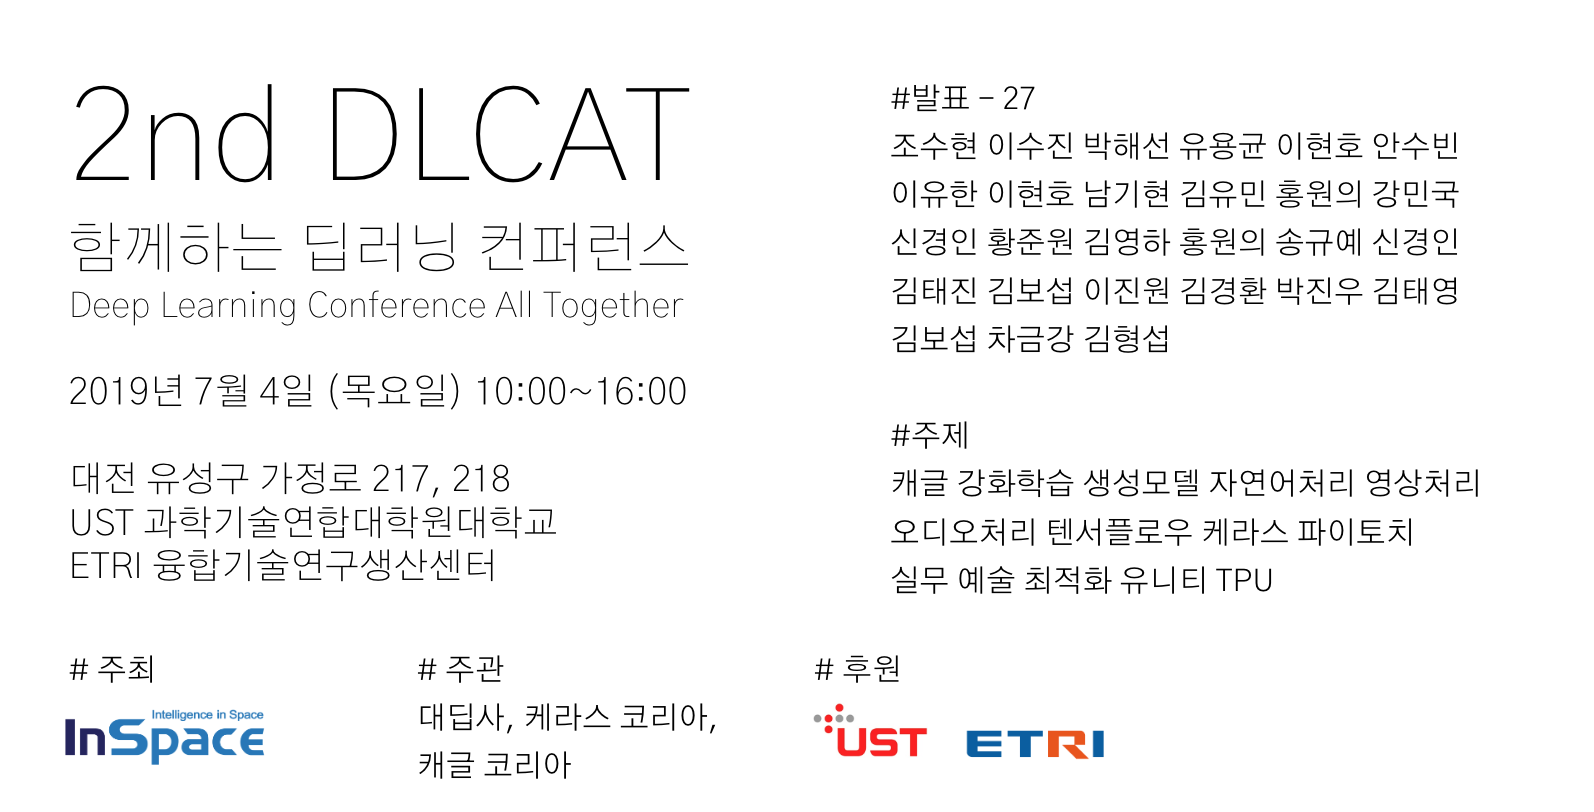 2nd DLCAT
함께하는 딥러닝 컨퍼런스
Deep Learning Conference All Together
2019년 7월 4일 (목요일) 10:00~16:00
대전 유성구 가정로 217, 218
UST 과학기술연합대학원대학교
ETRI 융합기술연구생산센터
#발표 – 27
조수현 이수진 박해선 유용균 이현호 안수빈
이유한 이현호 남기현 김유민 홍원의 강민국
신경인 황준원 김영하 홍원의 송규예 신경인
김태진 김보섭 이진원 김경환 박진우 김태영
김보섭 차금강 김형섭
#주제
캐글 강화학습 생성모델 자연어처리 영상처리
오디오처리 텐서플로우 케라스 파이토치
실무 예술 최적화 유니티 TPU
# 주최
Intelligence in Space
InSpace
# 주관
대딥사, 케라스 코리아,
캐글 코리아
# 후원
UST ETRI